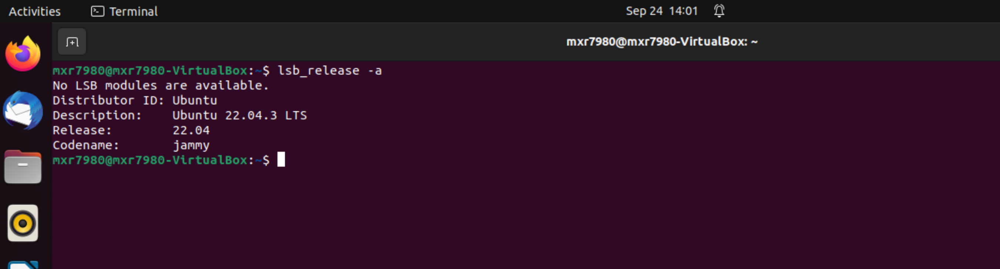 Activities Terminal Sep 24 14:01
mxr7980@mxr7980-VirtualBox: ~
mxr7980@mxr7980-VirtualBox:~$ lsb_release -a
No LSB modules are available.
Distributor ID: Ubuntu
Description:    Ubuntu 22.04.3 LTS
Release:        22.04
Codename:       jammy
mxr7980@mxr7980-VirtualBox:~$